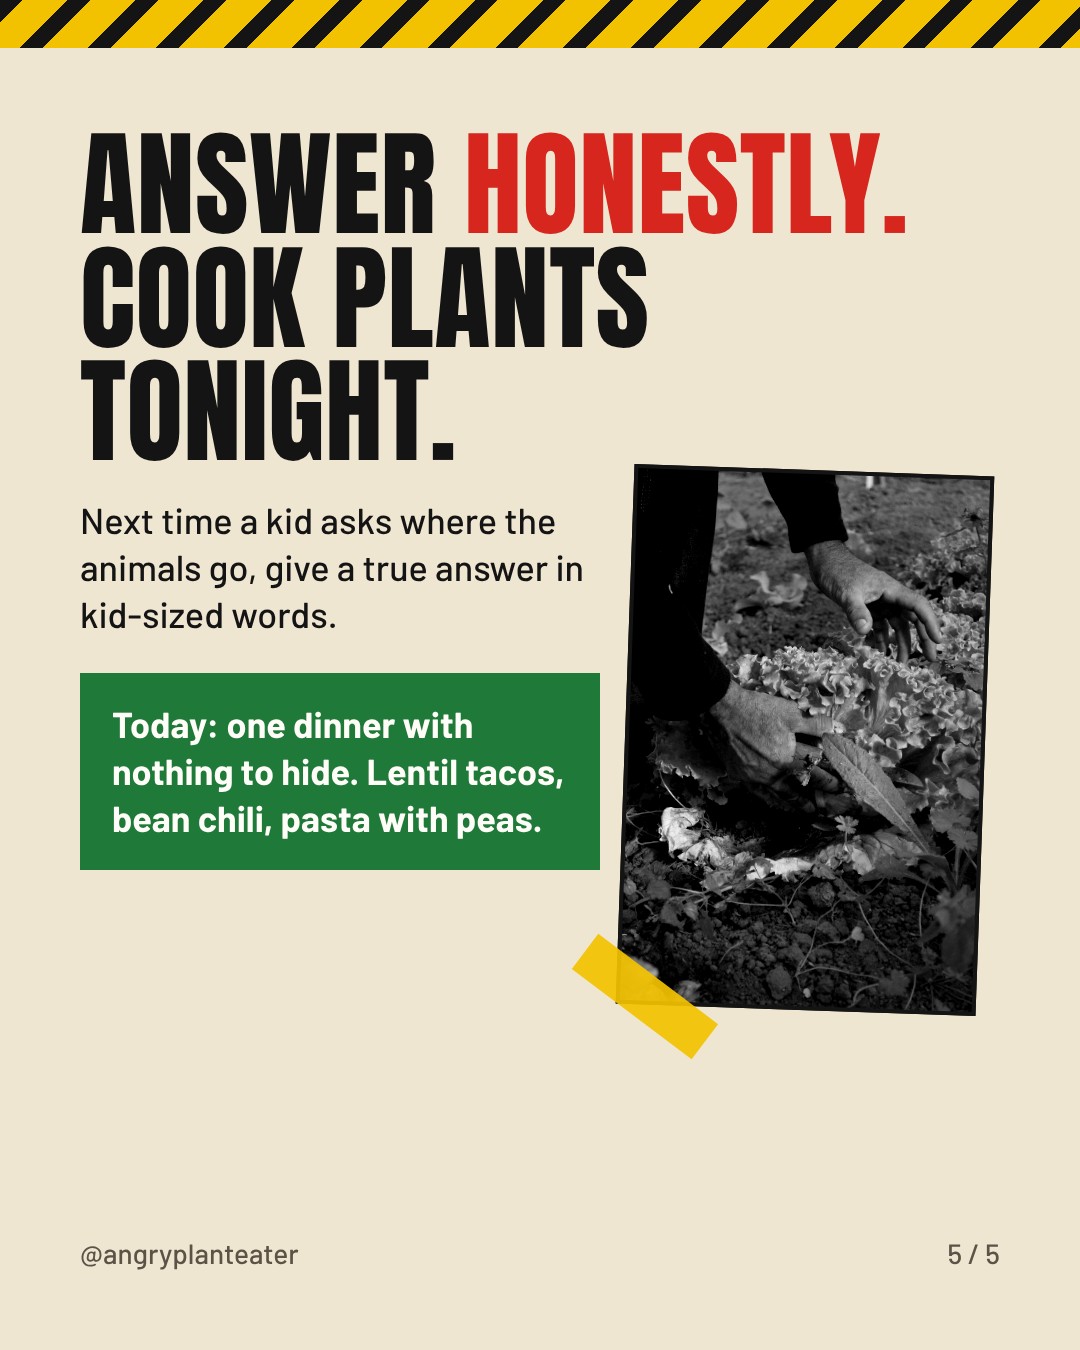 ANSWER HONESTLY.
COOK PLANTS
TONIGHT.
Next time a kid asks where the
animals go, give a true answer in
kid-sized words.
Today: one dinner with
nothing to hide. Lentil tacos,
bean chili, pasta with peas.
@angryplanteater
5 / 5